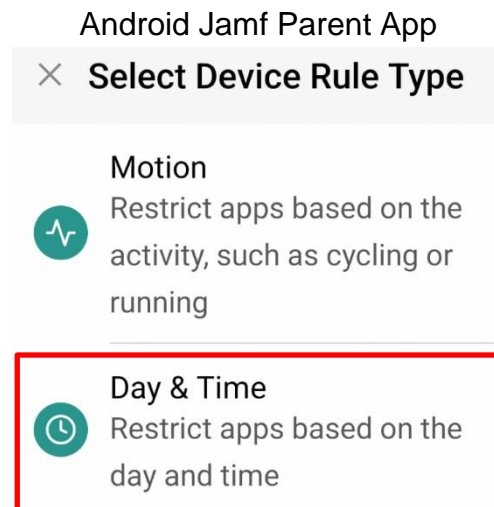 Android Jamf Parent App
× Select Device Rule Type
Motion
Restrict apps based on the
activity, such as cycling or
running
Day & Time
Restrict apps based on the
day and time